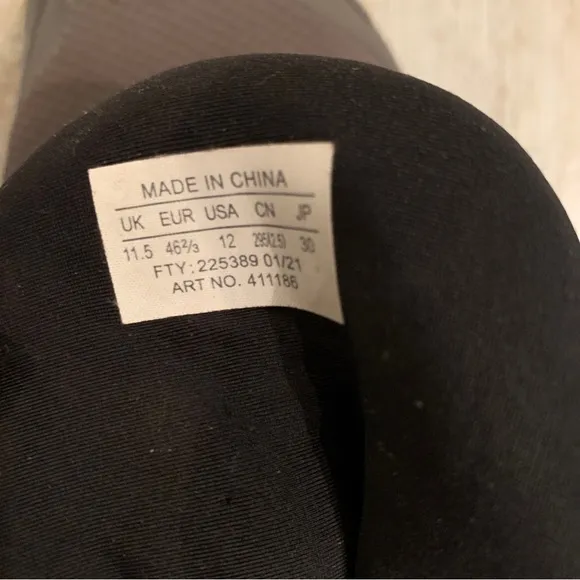 MADE IN CHINA
UK EUR USA CN JP
11.5 46⅔ 12 295(2.5) 30
FTY: 225389 01/21
ART NO. 411186